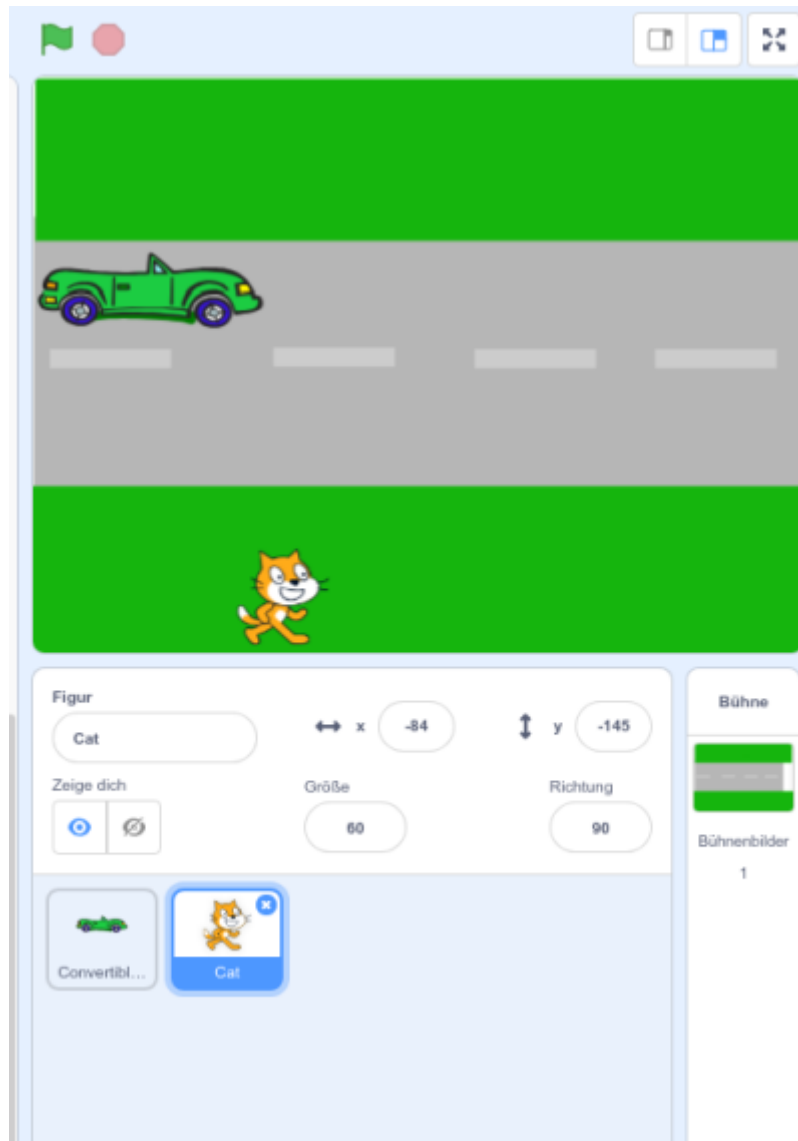 Figur
Cat
x -84
y -145
Zeige dich
Größe
60
Richtung
90
Convertibl...
Cat
Bühne
Bühnenbilder
1